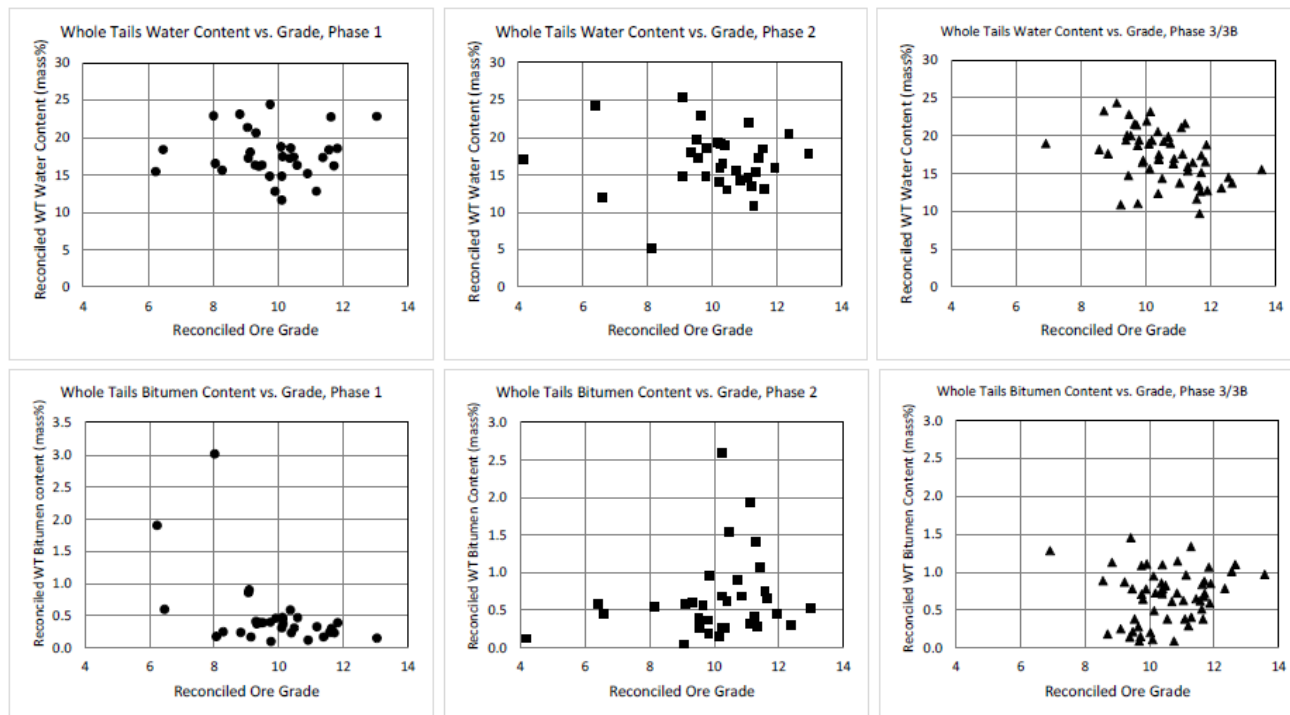 Whole Tails Water Content vs. Grade, Phase 1
Reconciled WT Water Content (mass%)
30
25
20
15
10
5
0
4 6 8 10 12 14
Reconciled Ore Grade
Whole Tails Water Content vs. Grade, Phase 2
Reconciled WT Water Content (mass%)
30
25
20
15
10
5
0
4 6 8 10 12 14
Reconciled Ore Grade
Whole Tails Water Content vs. Grade, Phase 3/3B
Reconciled WT Water Content (mass%)
30
25
20
15
10
5
0
4 6 8 10 12 14
Reconciled Ore Grade
Whole Tails Bitumen Content vs. Grade, Phase 1
Reconciled WT Bitumen content (mass%)
3.5
3.0
2.5
2.0
1.5
1.0
0.5
0.0
4 6 8 10 12 14
Reconciled Ore Grade
Whole Tails Bitumen Content vs. Grade, Phase 2
Reconciled WT Bitumen Content (mass%)
3.0
2.5
2.0
1.5
1.0
0.5
0.0
4 6 8 10 12 14
Reconciled Ore Grade
Whole Tails Bitumen Content vs. Grade, Phase 3/3B
Reconciled WT Bitumen Content (mass%)
3.0
2.5
2.0
1.5
1.0
0.5
0.0
4 6 8 10 12 14
Reconciled Ore Grade